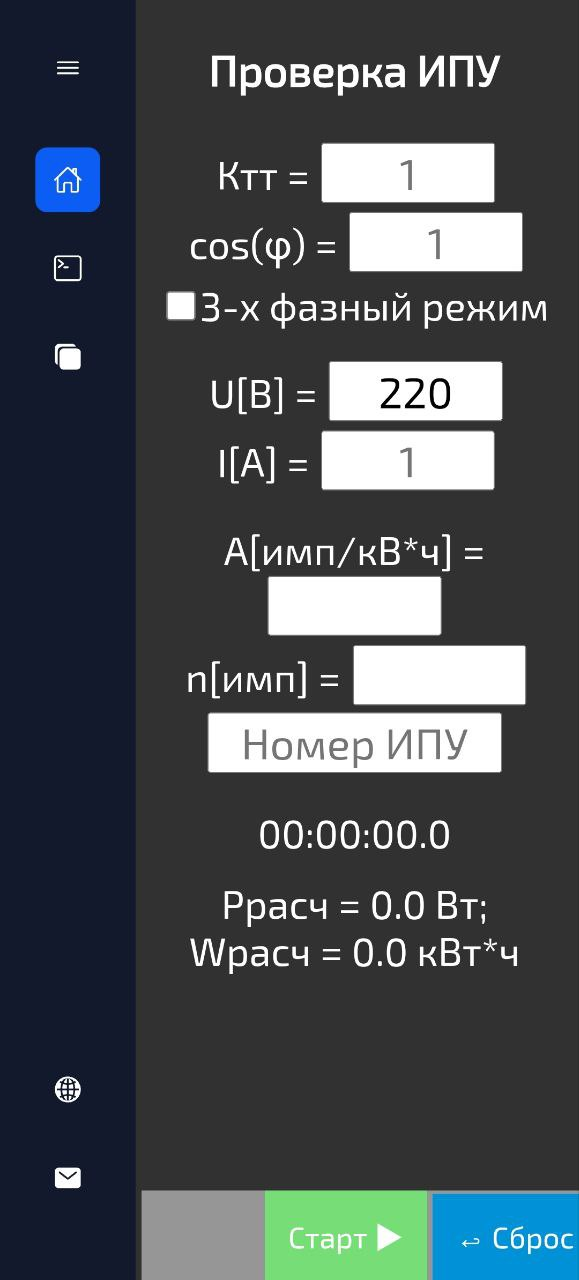 Проверка ИПУ
Ктт = 1
cos(φ) = 1
3-х фазный режим
U[В] = 220
I[А] = 1
А[имп/кВ*ч] =
n[имп] =
Номер ИПУ
00:00:00.0
Ррасч = 0.0 Вт;
Wрасч = 0.0 кВт*ч
Старт ▶
↩ Сброс